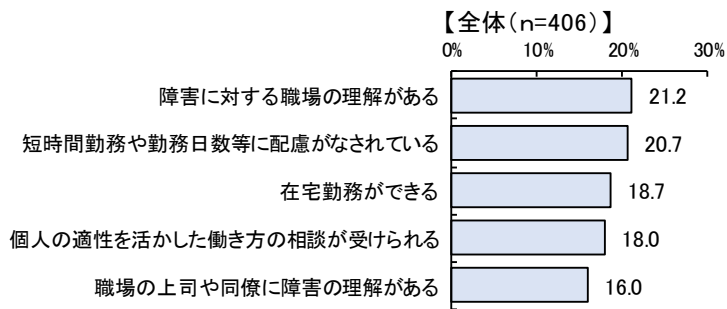 【全体(n=406)】
0% 10% 20% 30%
障害に対する職場の理解がある 21.2
短時間勤務や勤務日数等に配慮がなされている 20.7
在宅勤務ができる 18.7
個人の適性を活かした働き方の相談が受けられる 18.0
職場の上司や同僚に障害の理解がある 16.0